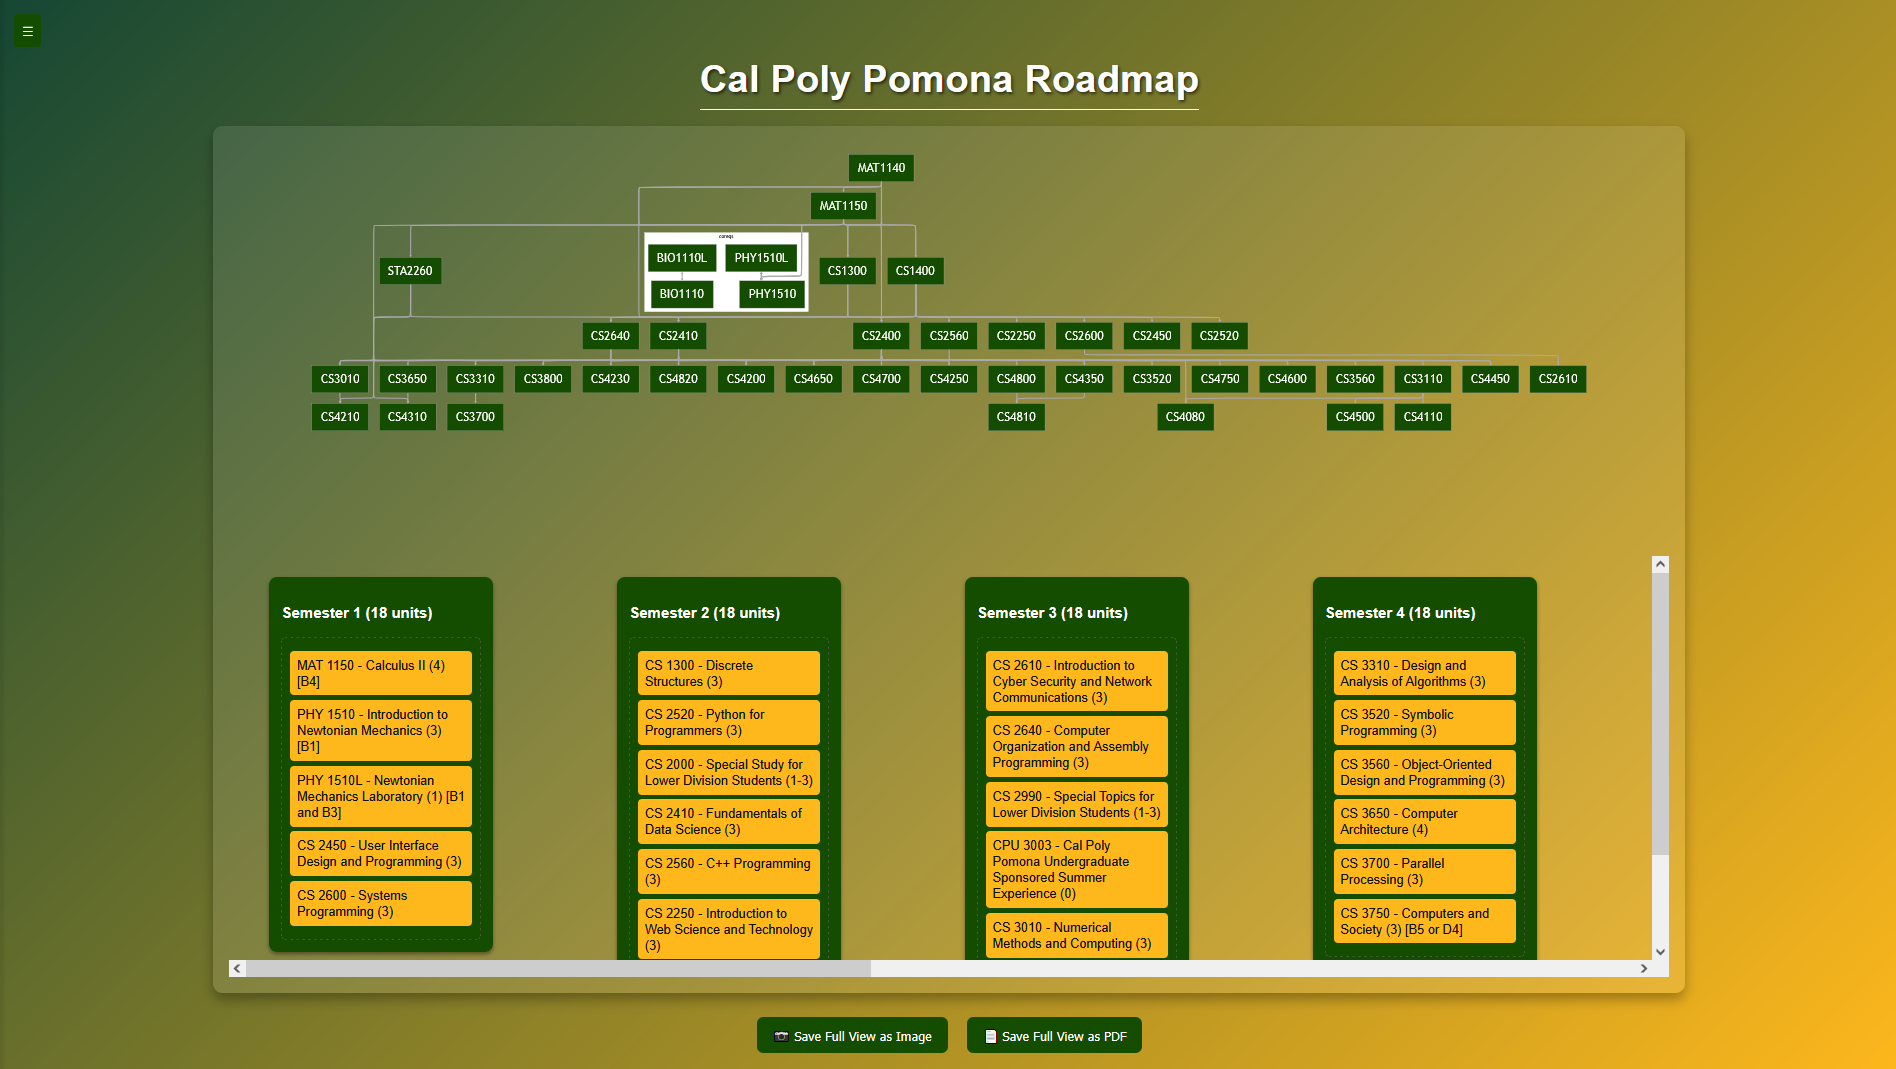 ☰
Cal Poly Pomona Roadmap
MAT1140
MAT1150
coreqs
BIO1110L PHY1510L
STA2260 CS1300 CS1400
BIO1110 PHY1510
CS2640 CS2410 CS2400 CS2560 CS2250 CS2600 CS2450 CS2520
CS3010 CS3650 CS3310 CS3800 CS4230 CS4820 CS4200 CS4650 CS4700 CS4250 CS4800 CS4350 CS3520 CS4750 CS4600 CS3560 CS3110 CS4450 CS2610
CS4210 CS4310 CS3700 CS4810 CS4080 CS4500 CS4110
Semester 1 (18 units)
MAT 1150 - Calculus II (4)
[B4]
PHY 1510 - Introduction to
Newtonian Mechanics (3)
[B1]
PHY 1510L - Newtonian
Mechanics Laboratory (1) [B1
and B3]
CS 2450 - User Interface
Design and Programming (3)
CS 2600 - Systems
Programming (3)
Semester 2 (18 units)
CS 1300 - Discrete
Structures (3)
CS 2520 - Python for
Programmers (3)
CS 2000 - Special Study for
Lower Division Students (1-3)
CS 2410 - Fundamentals of
Data Science (3)
CS 2560 - C++ Programming
(3)
CS 2250 - Introduction to
Web Science and Technology
(3)
Semester 3 (18 units)
CS 2610 - Introduction to
Cyber Security and Network
Communications (3)
CS 2640 - Computer
Organization and Assembly
Programming (3)
CS 2990 - Special Topics for
Lower Division Students (1-3)
CPU 3003 - Cal Poly
Pomona Undergraduate
Sponsored Summer
Experience (0)
CS 3010 - Numerical
Methods and Computing (3)
Semester 4 (18 units)
CS 3310 - Design and
Analysis of Algorithms (3)
CS 3520 - Symbolic
Programming (3)
CS 3560 - Object-Oriented
Design and Programming (3)
CS 3650 - Computer
Architecture (4)
CS 3700 - Parallel
Processing (3)
CS 3750 - Computers and
Society (3) [B5 or D4]
📷 Save Full View as Image
📄 Save Full View as PDF